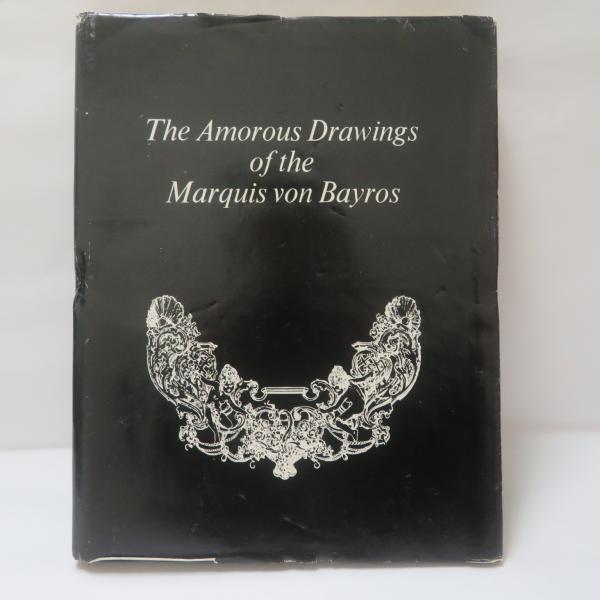 The Amorous Drawings
of the
Marquis von Bayros